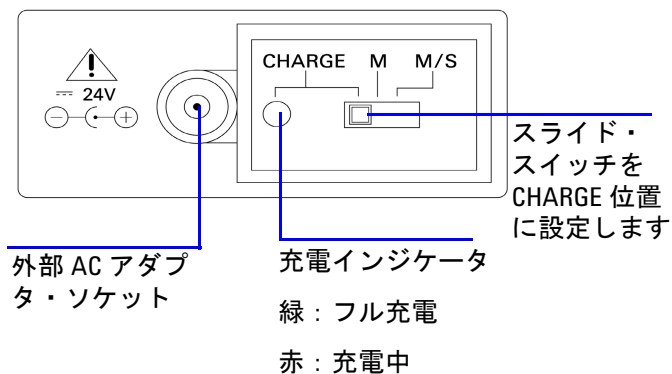 CHARGE M M/S
⎓ 24V
− +
スライド・
スイッチを
CHARGE 位置
に設定します
外部 AC アダプ
タ・ソケット
充電インジケータ
緑：フル充電
赤：充電中